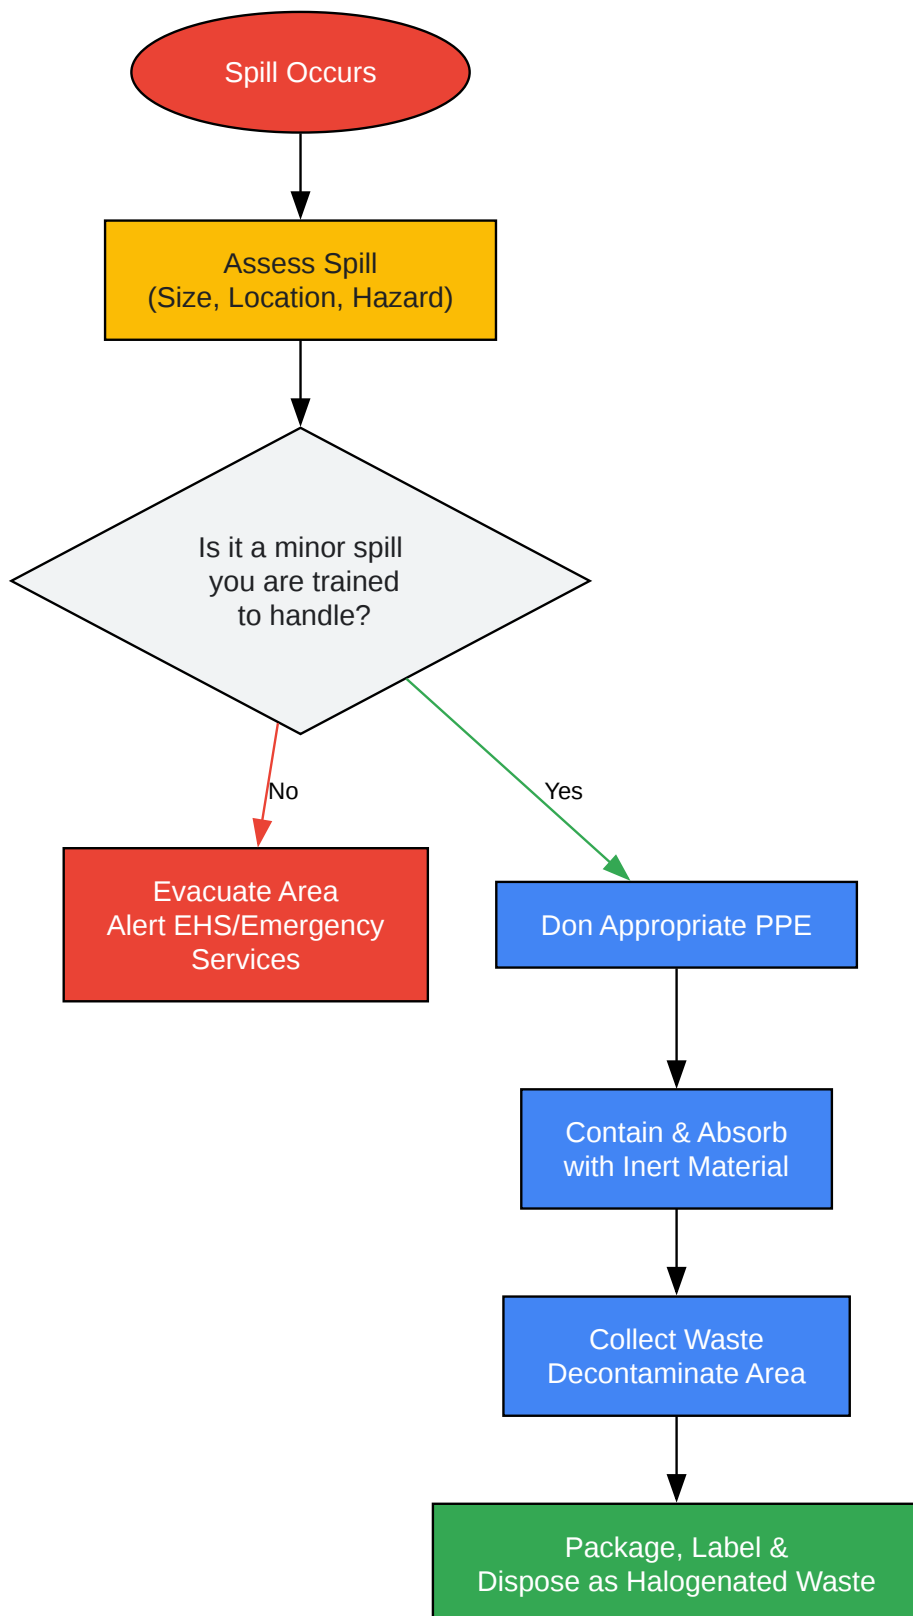 Spill Occurs
Assess Spill
(Size, Location, Hazard)
Is it a minor spill
you are trained
to handle?
No
Yes
Evacuate Area
Alert EHS/Emergency
Services
Don Appropriate PPE
Contain & Absorb
with Inert Material
Collect Waste
Decontaminate Area
Package, Label &
Dispose as Halogenated Waste